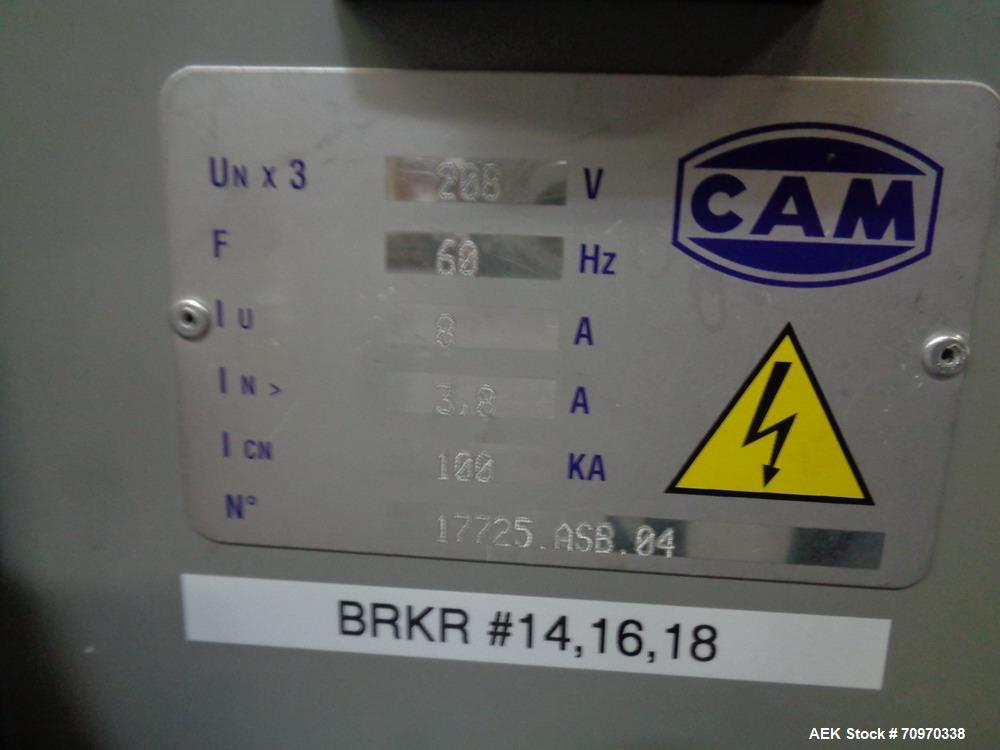 UN x 3 208 V
F 60 Hz
IU 8 A
IN > 3,8 A
ICN 100 KA
N° 17725.ASB.04
CAM
BRKR #14,16,18
AEK Stock # 70970338